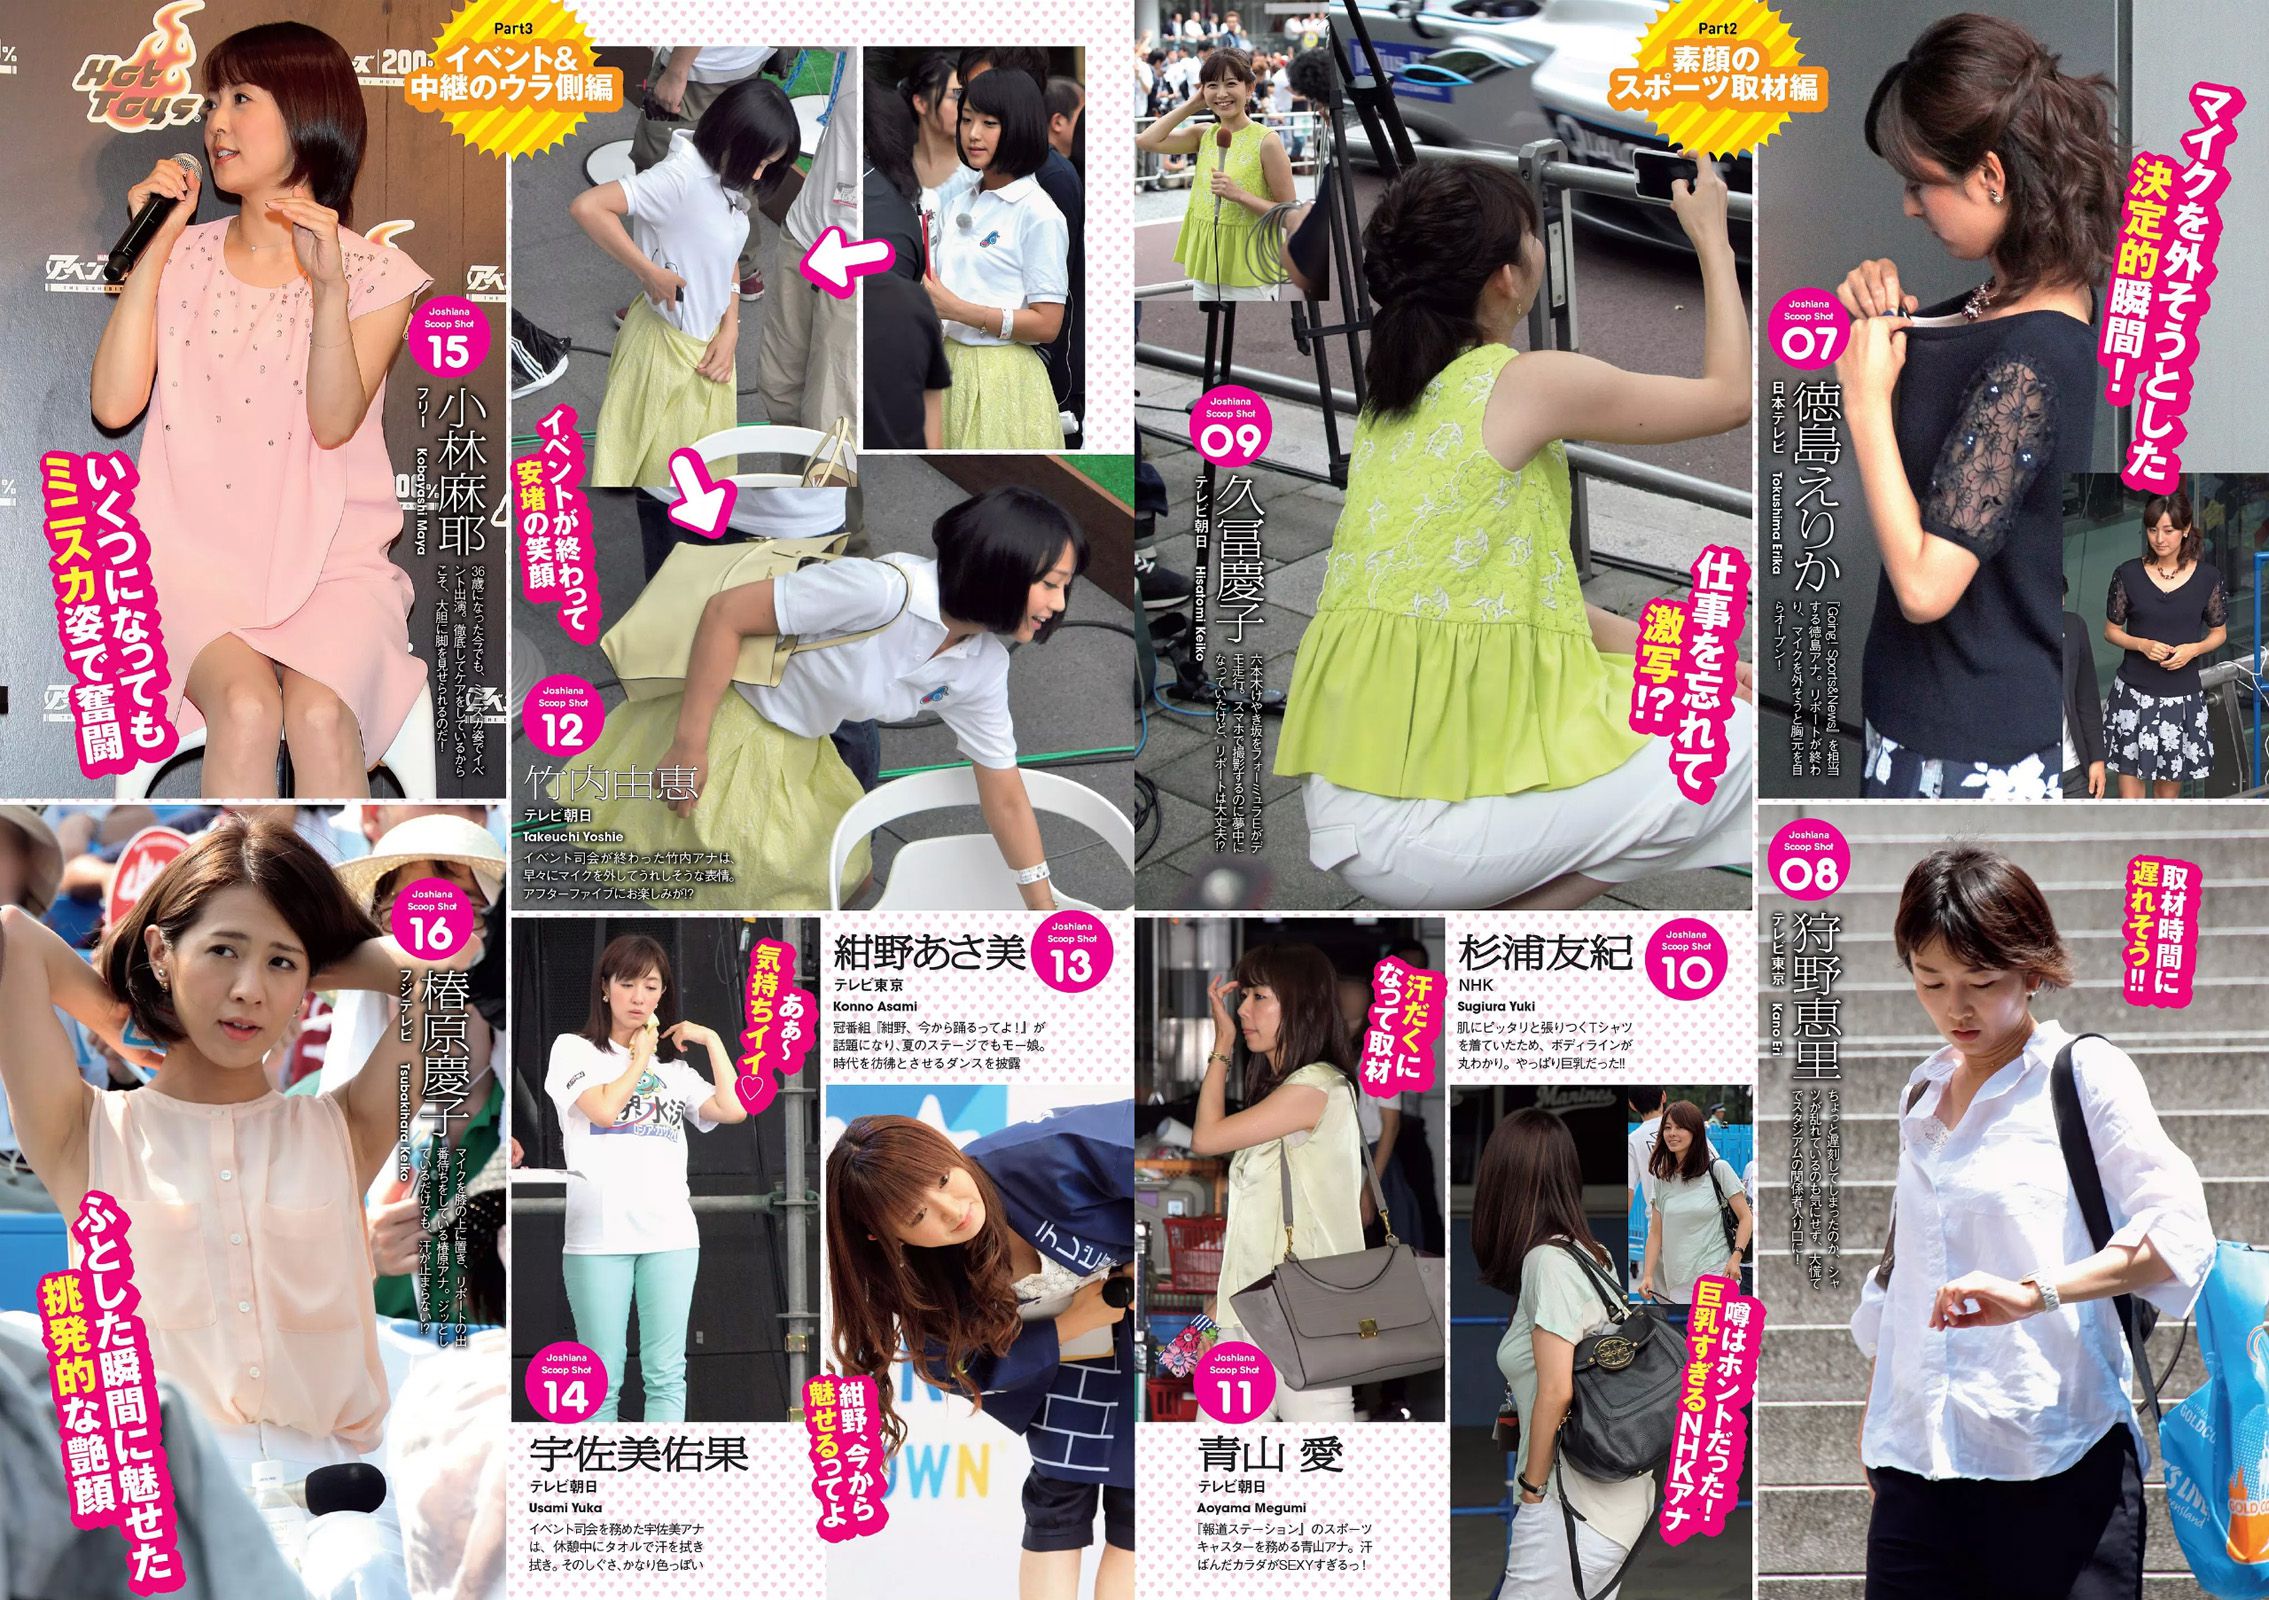 Part2
素顔の
スポーツ取材編
マイクを外そうとした
決定的瞬間!
Joshiana
Scoop Shot
07
徳島えりか
日本テレビ Tokushima Erika
『Going! Sports&News』を担当
する徳島アナ。リポートが終わ
り、マイクを外そうと胸元を自
らオープン!
取材時間に
遅れそう!!
Joshiana
Scoop Shot
08
狩野恵里
テレビ東京 Kano Eri
ちょっと遅刻してしまったのか、シャ
ツが乱れているのも気にせず、大慌て
でスタジアムの関係者入り口に!
Joshiana
Scoop Shot
09
久冨慶子
テレビ朝日 Hisatomi Keiko
六本木けやき坂をフォーミュラEがデ
モ走行。スマホで撮影するのに夢中に
なっていたけど、リポートは大丈夫!?
仕事を忘れて
激写!?
杉浦友紀
Joshiana
Scoop Shot
10
NHK
Sugiura Yuki
肌にピッタリと張りつくTシャツ
を着ていたため、ボディラインが
丸わかり。やっぱり巨乳だった!!
噂はホントだった!
巨乳すぎるNHKアナ
Marines
汗だくに
なって取材
Joshiana
Scoop Shot
11
青山 愛
テレビ朝日
Aoyama Megumi
『報道ステーション』のスポーツ
キャスターを務める青山アナ。汗
ばんだカラダがSEXYすぎるっ!
Part3
イベント&
中継のウラ側編
イベントが終わって
安堵の笑顔
Joshiana
Scoop Shot
12
竹内由恵
テレビ朝日
Takeuchi Yoshie
イベント司会が終わった竹内アナは、
早々にマイクを外してうれしそうな表情。
アフターファイブにお楽しみが!?
紺野あさ美
Joshiana
Scoop Shot
13
テレビ東京
Konno Asami
冠番組『紺野、今から踊るってよ!』が
話題になり、夏のステージでもモー娘。
時代を彷彿とさせるダンスを披露
紺野、今から
魅せるってよ
あぁ〜
気持ちイイ♡
Joshiana
Scoop Shot
14
宇佐美佑果
テレビ朝日
Usami Yuka
イベント司会を務めた宇佐美アナ
は、休憩中にタオルで汗を拭き
拭き。そのしぐさ、かなり色っぽい
Hot
Toys
Joshiana
Scoop Shot
15
小林麻耶
フリー Kobayashi Maya
36歳になった今でも、ミニスカ姿でイベ
ント出演。徹底してケアをしているから
こそ、大胆に脚を見せられるのだ!
いくつになっても
ミニスカ姿で奮闘
Joshiana
Scoop Shot
16
椿原慶子
フジテレビ Tsubakihara Keiko
マイクを膝の上に置き、リポートの出
番待ちをしている椿原アナ。ジッとし
ているだけでも、汗が止まらない!?
ふとした瞬間に魅せた
挑発的な艶顔